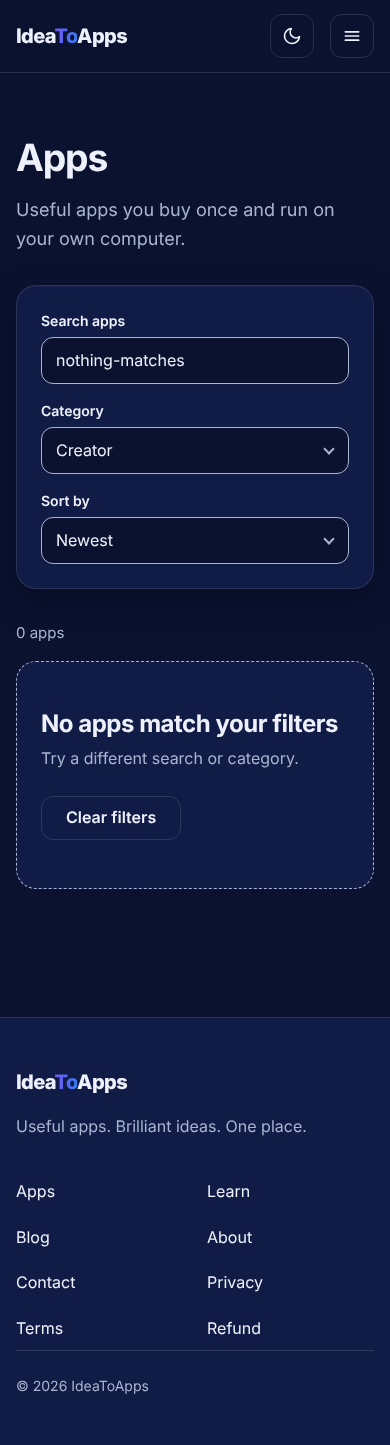 IdeaToApps
Apps
Useful apps you buy once and run on
your own computer.
Search apps
nothing-matches
Category
Creator
Sort by
Newest
0 apps
No apps match your filters
Try a different search or category.
Clear filters
IdeaToApps
Useful apps. Brilliant ideas. One place.
Apps
Learn
Blog
About
Contact
Privacy
Terms
Refund
© 2026 IdeaToApps